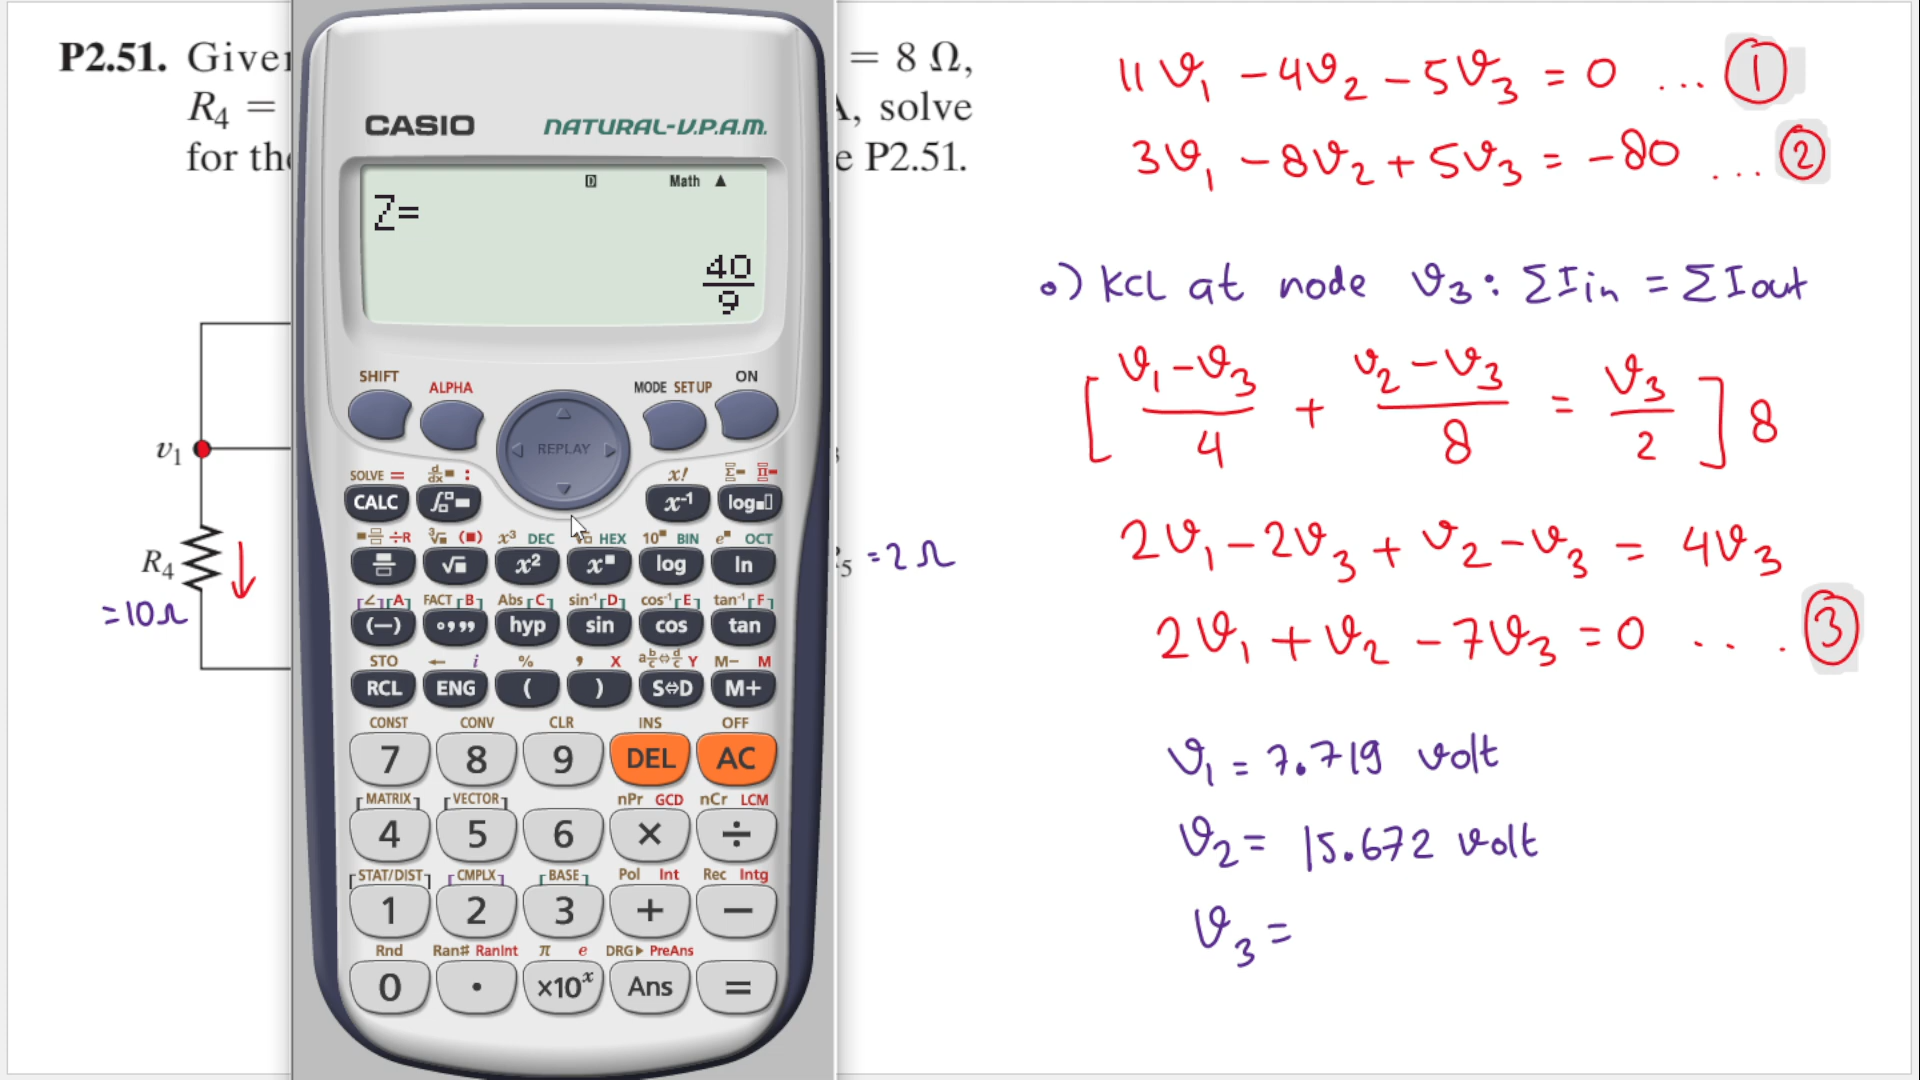 P2.51. Given
= 8 Ω,
R4 =
A, solve
for the
e P2.51.
v1
R4
=10Ω
5 =2Ω
CASIO NATURAL-V.P.A.M.
D Math ▲
Z=
40
9
SHIFT ALPHA MODE SETUP ON
REPLAY
SOLVE = d/dx : x! Σ- Π-
CALC ∫ x⁻¹ log
÷R ³√ (■) x³ DEC √ HEX 10■ BIN e■ OCT
√■ x² x■ log ln
∠ A FACT B Abs C sin⁻¹ D cos⁻¹ E tan⁻¹ F
(−) ° ’ ” hyp sin cos tan
STO ← i % , X a b/c⇔d/c Y M− M
RCL ENG ( ) S⇔D M+
CONST CONV CLR INS OFF
7 8 9 DEL AC
MATRIX VECTOR nPr GCD nCr LCM
4 5 6 × ÷
STAT/DIST CMPLX BASE Pol Int Rec Intg
1 2 3 + −
Rnd Ran# RanInt π e DRG▶ PreAns
0 . ×10ˣ Ans =
11v1 − 4v2 − 5v3 = 0 ... ①
3v1 − 8v2 + 5v3 = −80 ... ②
o) KCL at node v3: ΣIin = ΣIout
[ (v1 − v3)/4 + (v2 − v3)/8 = v3/2 ] 8
2v1 − 2v3 + v2 − v3 = 4v3
2v1 + v2 − 7v3 = 0 .... ③
v1 = 7.719 volt
v2 = 15.672 volt
v3 =